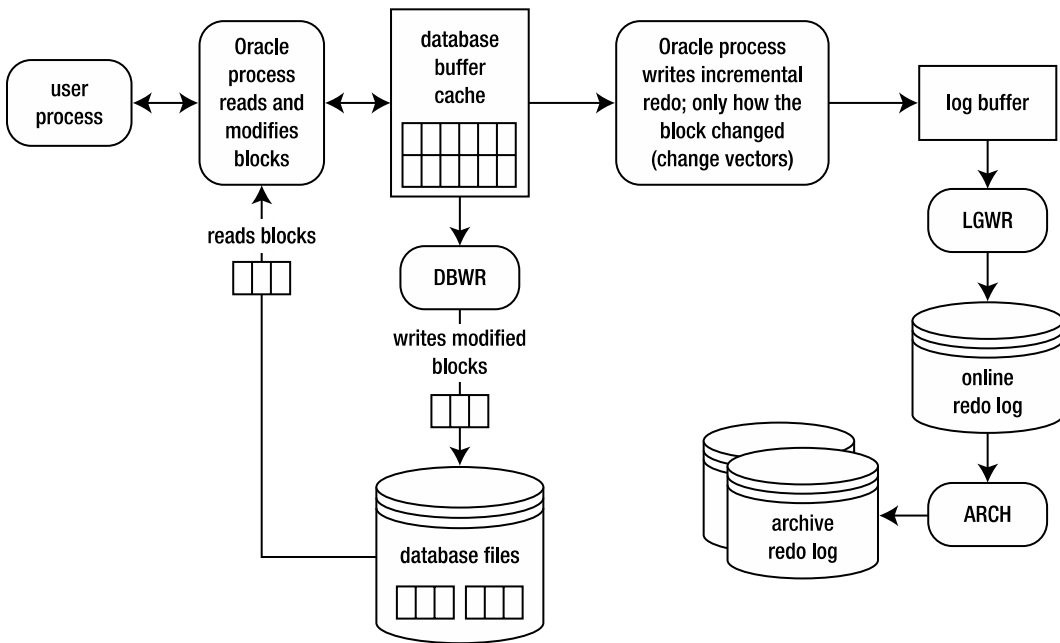 user
process
Oracle
process
reads and
modifies
blocks
database
buffer
cache
Oracle process
writes incremental
redo; only how the
block changed
(change vectors)
log buffer
reads blocks
DBWR
LGWR
writes modified
blocks
online
redo log
database files
archive
redo log
ARCH